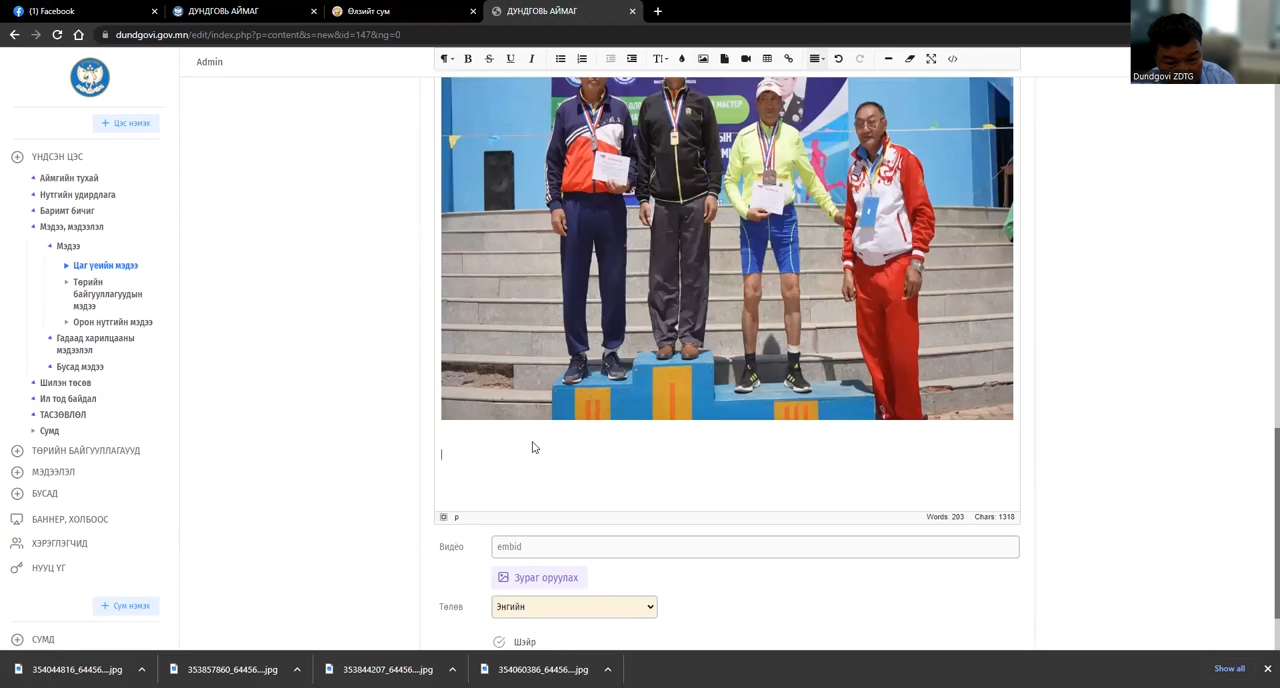 (1) Facebook
ДУНДГОВЬ АЙМАГ
Өлзийт сум
ДУНДГОВЬ АЙМАГ
dundgovi.gov.mn/edit/index.php?p=content&s=new&id=147&ng=0
Dundgovi ZDTG
Admin
+ Цэс нэмэх
ҮНДСЭН ЦЭС
Аймгийн тухай
Нутгийн удирдлага
Баримт бичиг
Мэдээ, мэдээлэл
Мэдээ
Цаг үеийн мэдээ
Төрийн
байгууллагуудын
мэдээ
Орон нутгийн мэдээ
Гадаад харилцааны
мэдээлэл
Бусад мэдээ
Шилэн төсөв
Ил тод байдал
ТАСЗӨВЛӨЛ
Сумд
ТӨРИЙН БАЙГУУЛЛАГАУУД
МЭДЭЭЛЭЛ
БУСАД
БАННЕР, ХОЛБООС
ХЭРЭГЛЭГЧИД
НУУЦ ҮГ
+ Сум нэмэх
СУМД
p
Words: 203 Chars: 1318
Видёо
embid
Зураг оруулах
Төлөв
Энгийн
Шэйр
354044816_64456....jpg
353857860_64456....jpg
353844207_64456....jpg
354060386_64456....jpg
Show all